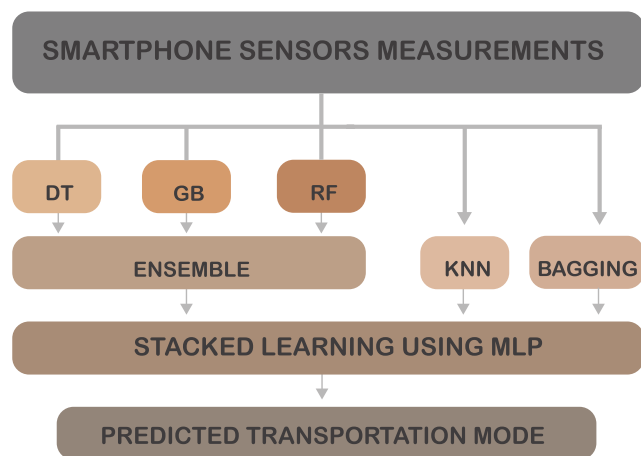 SMARTPHONE SENSORS MEASUREMENTS
DT
GB
RF
ENSEMBLE
KNN
BAGGING
STACKED LEARNING USING MLP
PREDICTED TRANSPORTATION MODE